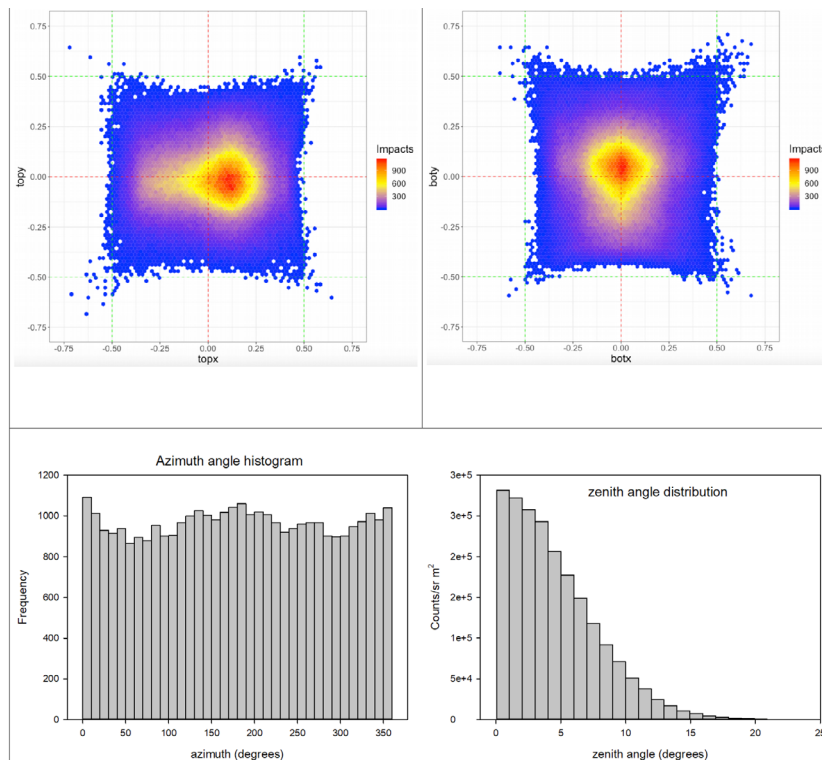 0.75
0.50
0.25
0.00
-0.25
-0.50
-0.75
topy
-0.75 -0.50 -0.25 0.00 0.25 0.50 0.75
topx
Impacts
900
600
300
0.75
0.50
0.25
0.00
-0.25
-0.50
-0.75
boty
-0.75 -0.50 -0.25 0.00 0.25 0.50 0.75
botx
Impacts
900
600
300
Azimuth angle histogram
1200
1000
800
600
400
200
0
Frequency
0 50 100 150 200 250 300 350
azimuth (degrees)
zenith angle distribution
3e+5
3e+5
2e+5
2e+5
1e+5
5e+4
0
Counts/sr m²
0 5 10 15 20 25
zenith angle (degrees)